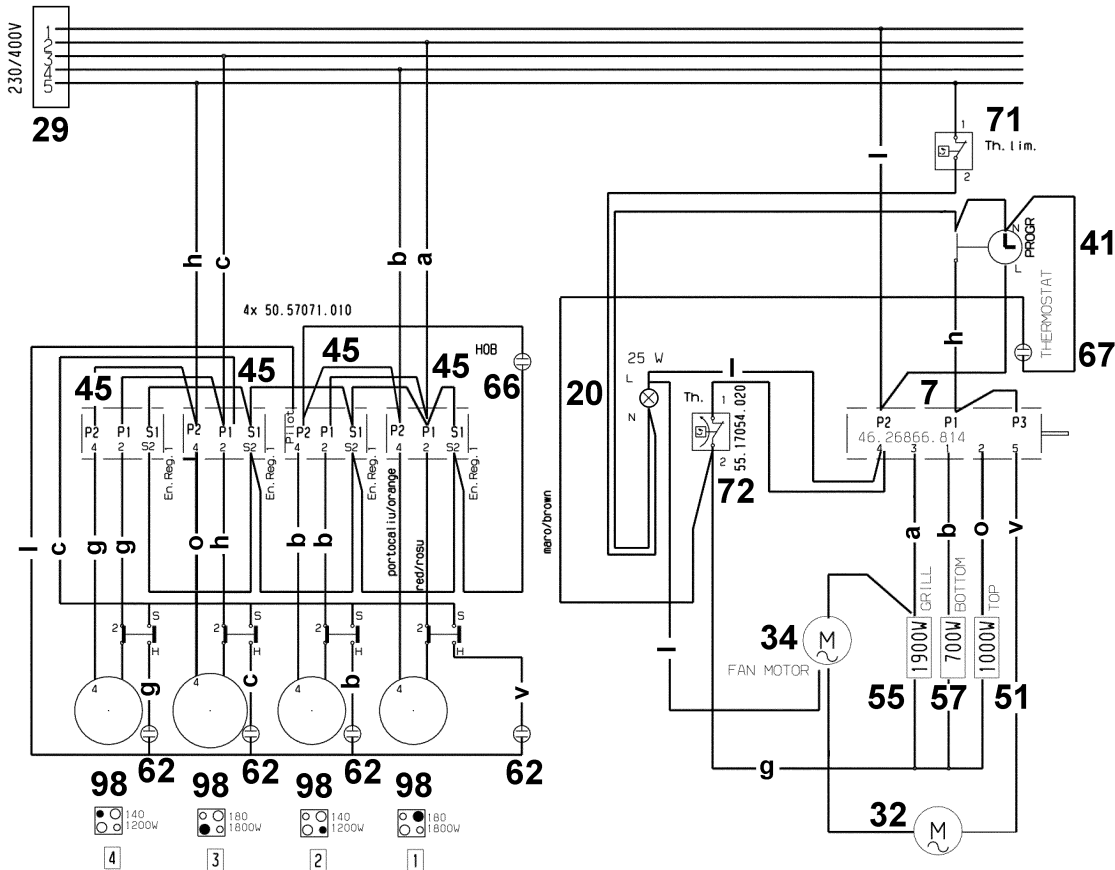 230/400V
1
2
3
4
5
29
71
1
Th. lim.
2
l
h
c
b
a
N
PROGR
L
41
THERMOSTAT
4x 50.57071.010
h
67
45
HOB
66
45
45
45
25 W
L
N
20
l
Th.
1
2
55.17054.020
72
7
P2
P1
P3
46.26866.814
4
3
1
2
5
P2
P1
S1
P2
P1
S1
Pilot
P2
P1
S1
P2
P1
S1
4
2
S2
4
2
S2
4
2
S2
4
2
S2
En.Reg.1
En.Reg.1
En.Reg.1
En.Reg.1
portocaliu/orange
red/rosu
maro/brown
l
c
g
g
o
h
b
b
a
b
o
v
GRILL
BOTTOM
TOP
1900W
700W
1000W
S
S
S
S
2
2
2
2
H
H
H
H
34
M
FAN MOTOR
l
55
57
51
4
4
4
4
g
c
b
v
62
62
62
62
98
98
98
98
g
32
M
140
1200W
180
1800W
140
1200W
180
1800W
4
3
2
1